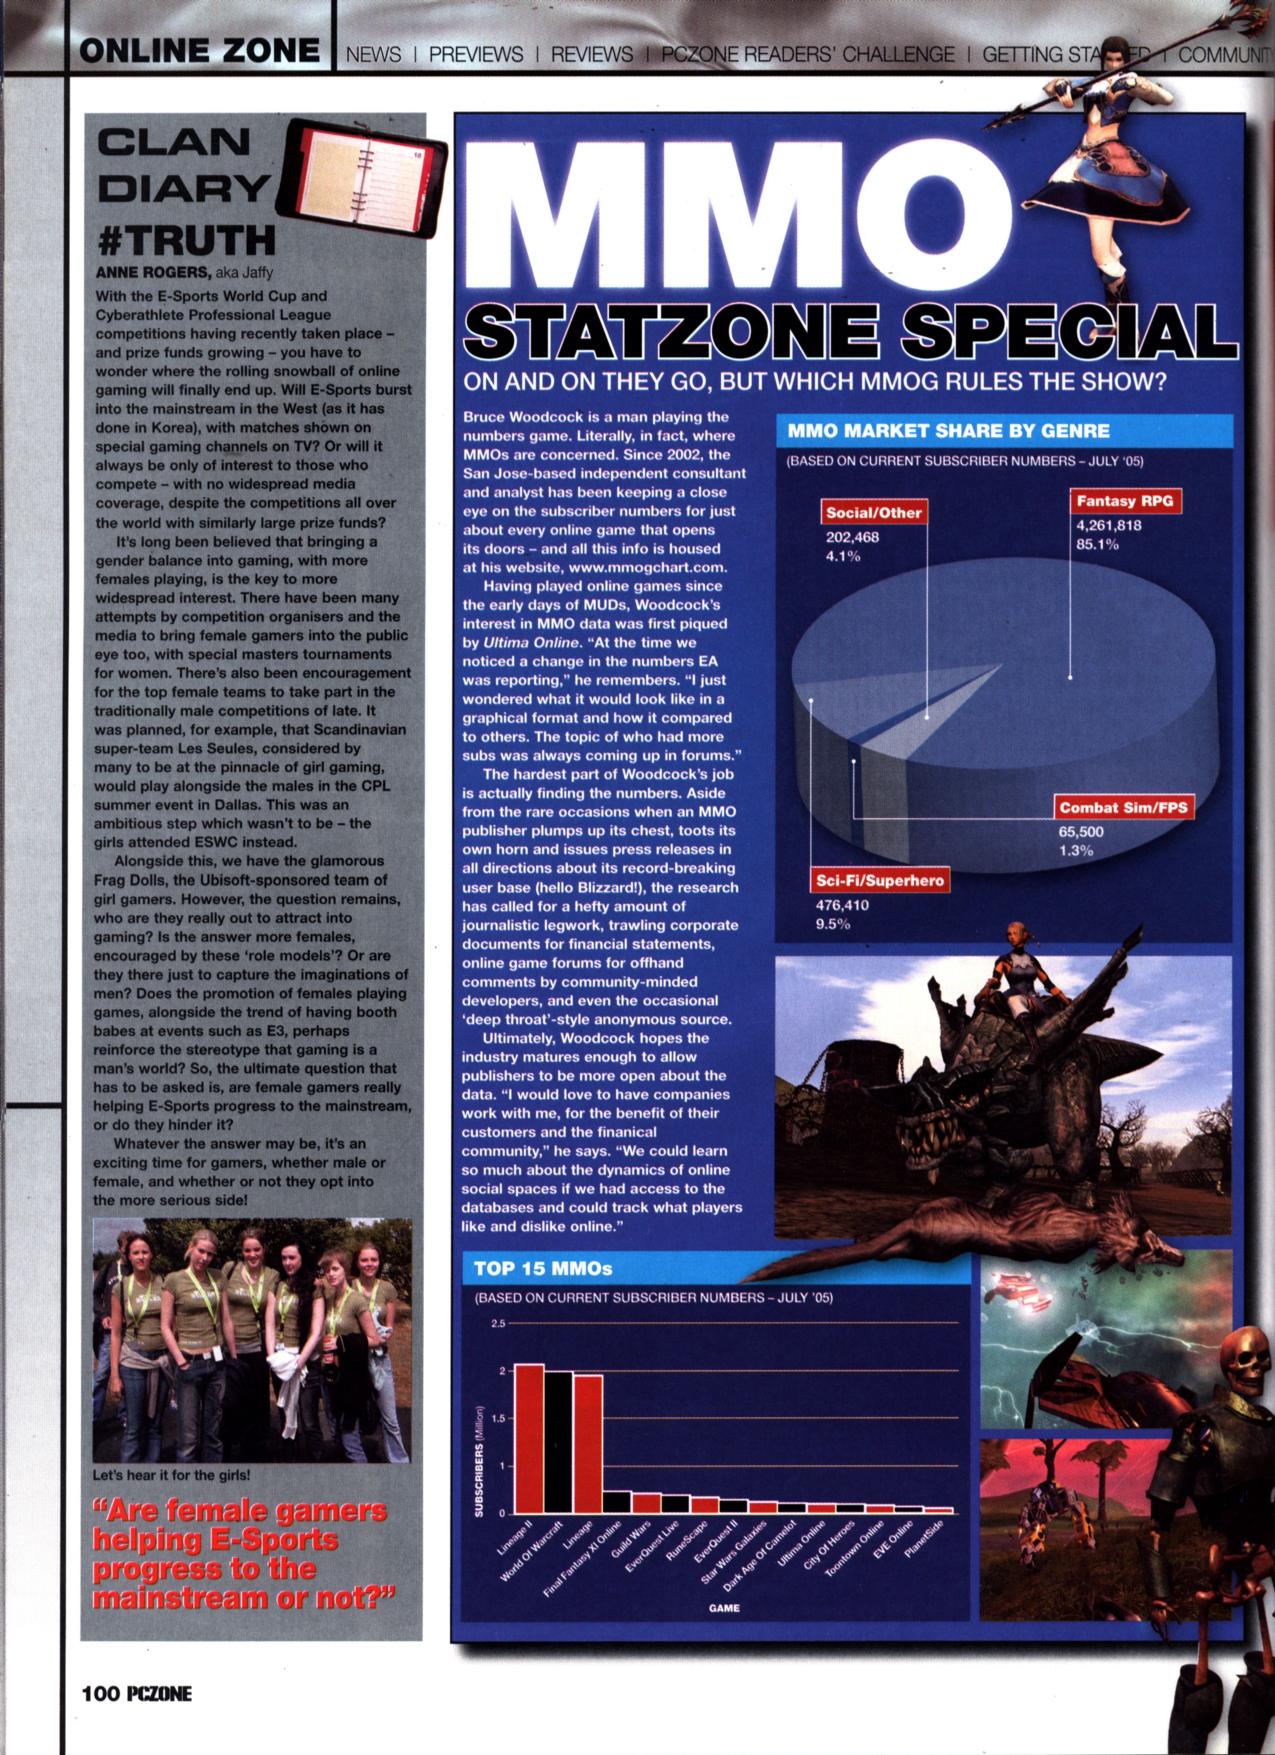 ONLINE ZONE
NEWS | PREVIEWS | REVIEWS | PCZONE READERS' CHALLENGE | GETTING STARTED | COMMUNIT
CLAN
DIARY
#TRUTH
ANNE ROGERS, aka Jaffy
With the E-Sports World Cup and
Cyberathlete Professional League
competitions having recently taken place –
and prize funds growing – you have to
wonder where the rolling snowball of online
gaming will finally end up. Will E-Sports burst
into the mainstream in the West (as it has
done in Korea), with matches shown on
special gaming channels on TV? Or will it
always be only of interest to those who
compete – with no widespread media
coverage, despite the competitions all over
the world with similarly large prize funds?
It's long been believed that bringing a
gender balance into gaming, with more
females playing, is the key to more
widespread interest. There have been many
attempts by competition organisers and the
media to bring female gamers into the public
eye too, with special masters tournaments
for women. There's also been encouragement
for the top female teams to take part in the
traditionally male competitions of late. It
was planned, for example, that Scandinavian
super-team Les Seules, considered by
many to be at the pinnacle of girl gaming,
would play alongside the males in the CPL
summer event in Dallas. This was an
ambitious step which wasn't to be – the
girls attended ESWC instead.
Alongside this, we have the glamorous
Frag Dolls, the Ubisoft-sponsored team of
girl gamers. However, the question remains,
who are they really out to attract into
gaming? Is the answer more females,
encouraged by these 'role models'? Or are
they there just to capture the imaginations of
men? Does the promotion of females playing
games, alongside the trend of having booth
babes at events such as E3, perhaps
reinforce the stereotype that gaming is a
man's world? So, the ultimate question that
has to be asked is, are female gamers really
helping E-Sports progress to the mainstream,
or do they hinder it?
Whatever the answer may be, it's an
exciting time for gamers, whether male or
female, and whether or not they opt into
the more serious side!
Let's hear it for the girls!
"Are female gamers
helping E-Sports
progress to the
mainstream or not?"
MMO
STATZONE SPECIAL
ON AND ON THEY GO, BUT WHICH MMOG RULES THE SHOW?
Bruce Woodcock is a man playing the
numbers game. Literally, in fact, where
MMOs are concerned. Since 2002, the
San Jose-based independent consultant
and analyst has been keeping a close
eye on the subscriber numbers for just
about every online game that opens
its doors – and all this info is housed
at his website, www.mmogchart.com.
Having played online games since
the early days of MUDs, Woodcock's
interest in MMO data was first piqued
by Ultima Online. "At the time we
noticed a change in the numbers EA
was reporting," he remembers. "I just
wondered what it would look like in a
graphical format and how it compared
to others. The topic of who had more
subs was always coming up in forums."
The hardest part of Woodcock's job
is actually finding the numbers. Aside
from the rare occasions when an MMO
publisher plumps up its chest, toots its
own horn and issues press releases in
all directions about its record-breaking
user base (hello Blizzard!), the research
has called for a hefty amount of
journalistic legwork, trawling corporate
documents for financial statements,
online game forums for offhand
comments by community-minded
developers, and even the occasional
'deep throat'-style anonymous source.
Ultimately, Woodcock hopes the
industry matures enough to allow
publishers to be more open about the
data. "I would love to have companies
work with me, for the benefit of their
customers and the finanical
community," he says. "We could learn
so much about the dynamics of online
social spaces if we had access to the
databases and could track what players
like and dislike online."
MMO MARKET SHARE BY GENRE
(BASED ON CURRENT SUBSCRIBER NUMBERS – JULY '05)
Social/Other
202,468
4.1%
Fantasy RPG
4,261,818
85.1%
Combat Sim/FPS
65,500
1.3%
Sci-Fi/Superhero
476,410
9.5%
TOP 15 MMOs
(BASED ON CURRENT SUBSCRIBER NUMBERS – JULY '05)
SUBSCRIBERS (Million)
2.5
2
1.5
1
0
Lineage II
World Of Warcraft
Lineage
Final Fantasy XI Online
Guild Wars
EverQuest Live
RuneScape
EverQuest II
Star Wars Galaxies
Dark Age Of Camelot
Ultima Online
City Of Heroes
Toontown Online
EVE Online
PlanetSide
GAME
100 PCZONE